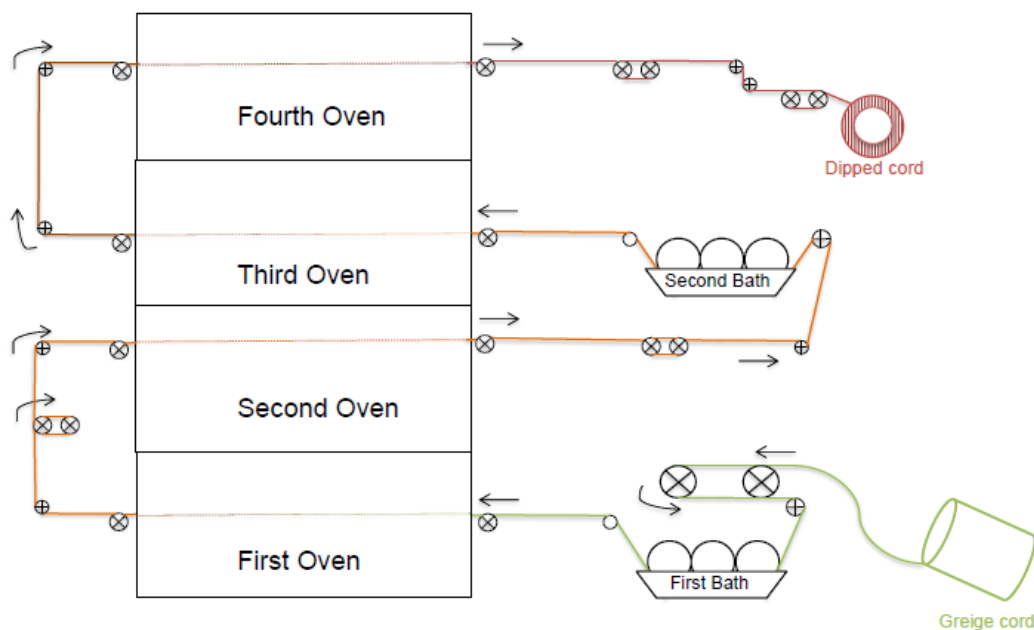 Fourth Oven
Dipped cord
Third Oven
Second Bath
Second Oven
First Oven
First Bath
Greige cord